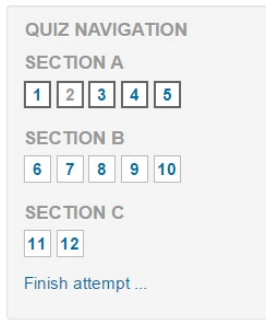 QUIZ NAVIGATION
SECTION A
1 2 3 4 5
SECTION B
6 7 8 9 10
SECTION C
11 12
Finish attempt ...